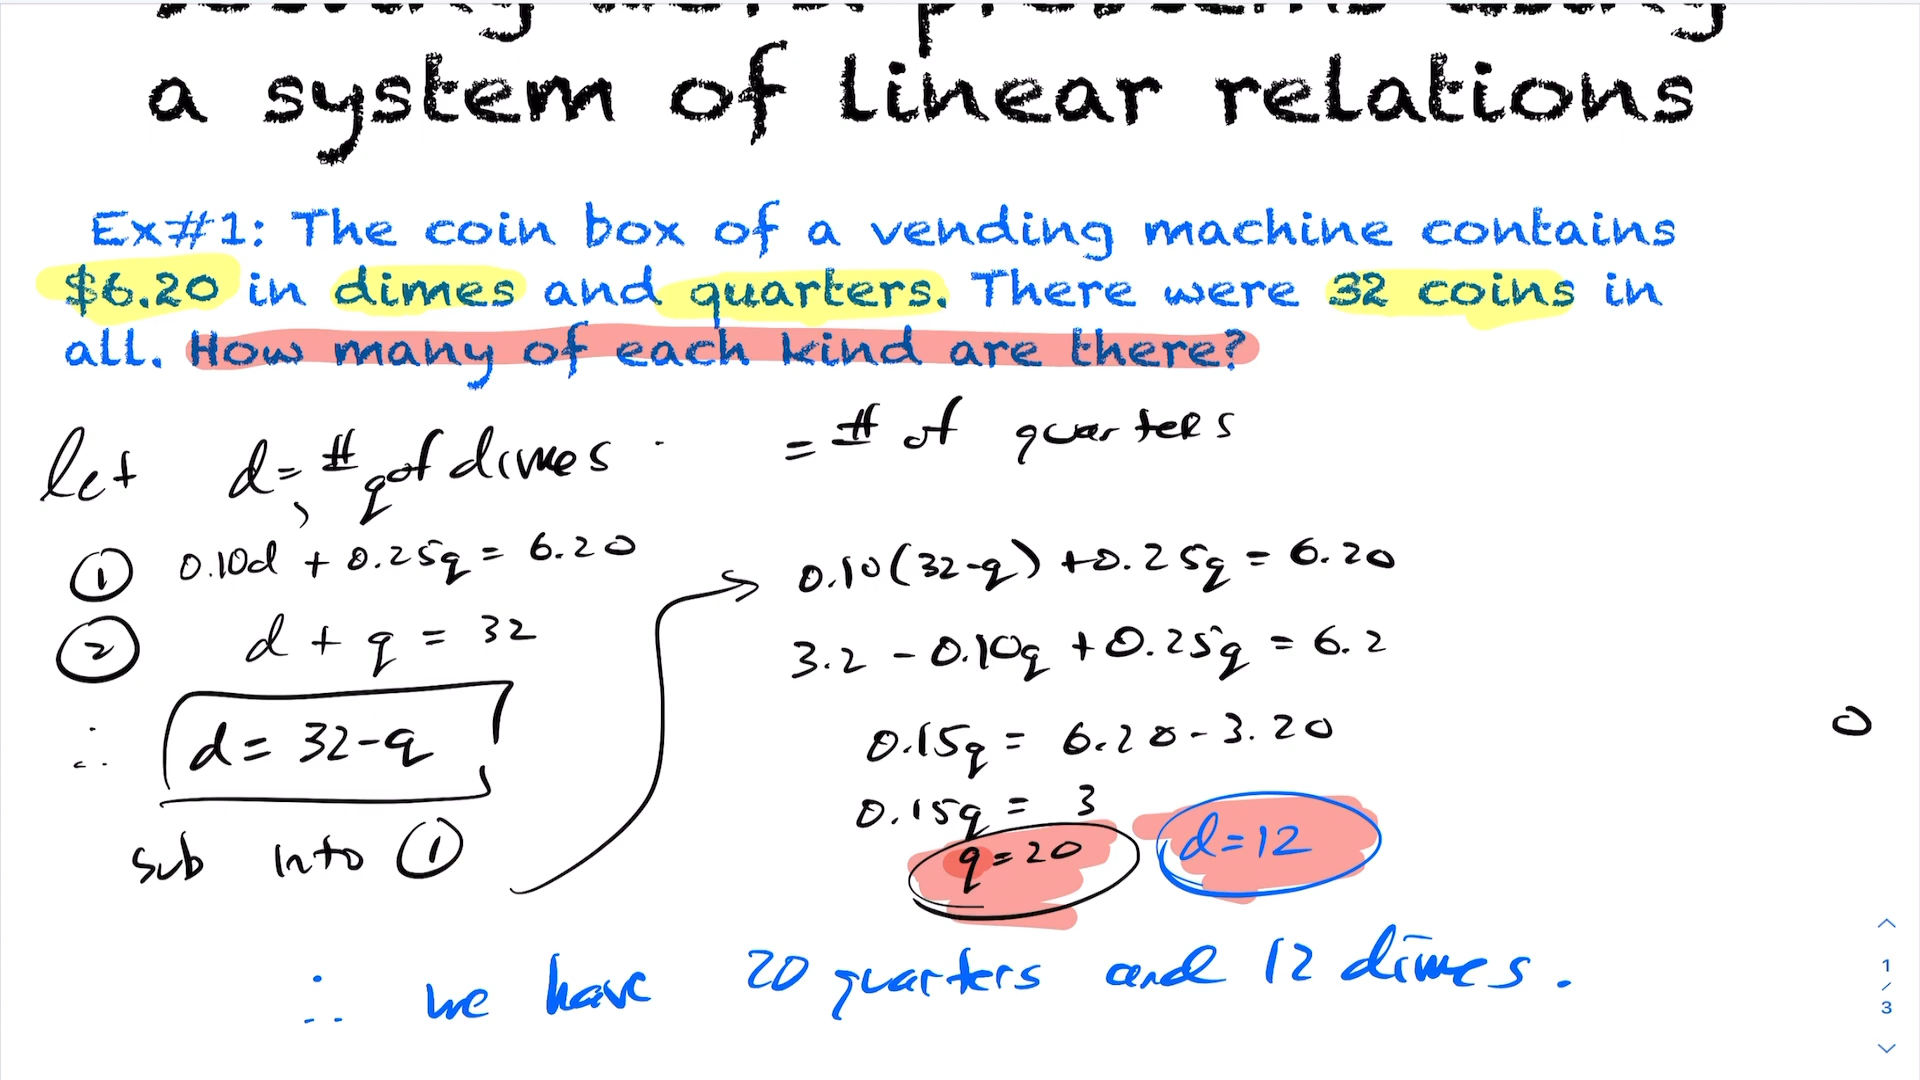 a system of linear relations
Ex#1: The coin box of a vending machine contains
$6.20 in dimes and quarters. There were 32 coins in
all. How many of each kind are there?
let d = # of dimes , q = # of quarters
① 0.10d + 0.25q = 6.20
② d + q = 32
∴ d = 32-q
sub into ①
0.10(32-q) + 0.25q = 6.20
3.2 - 0.10q + 0.25q = 6.2
0.15q = 6.20 - 3.20
0.15q = 3
q = 20 d = 12
∴ we have 20 quarters and 12 dimes.
1
/
3